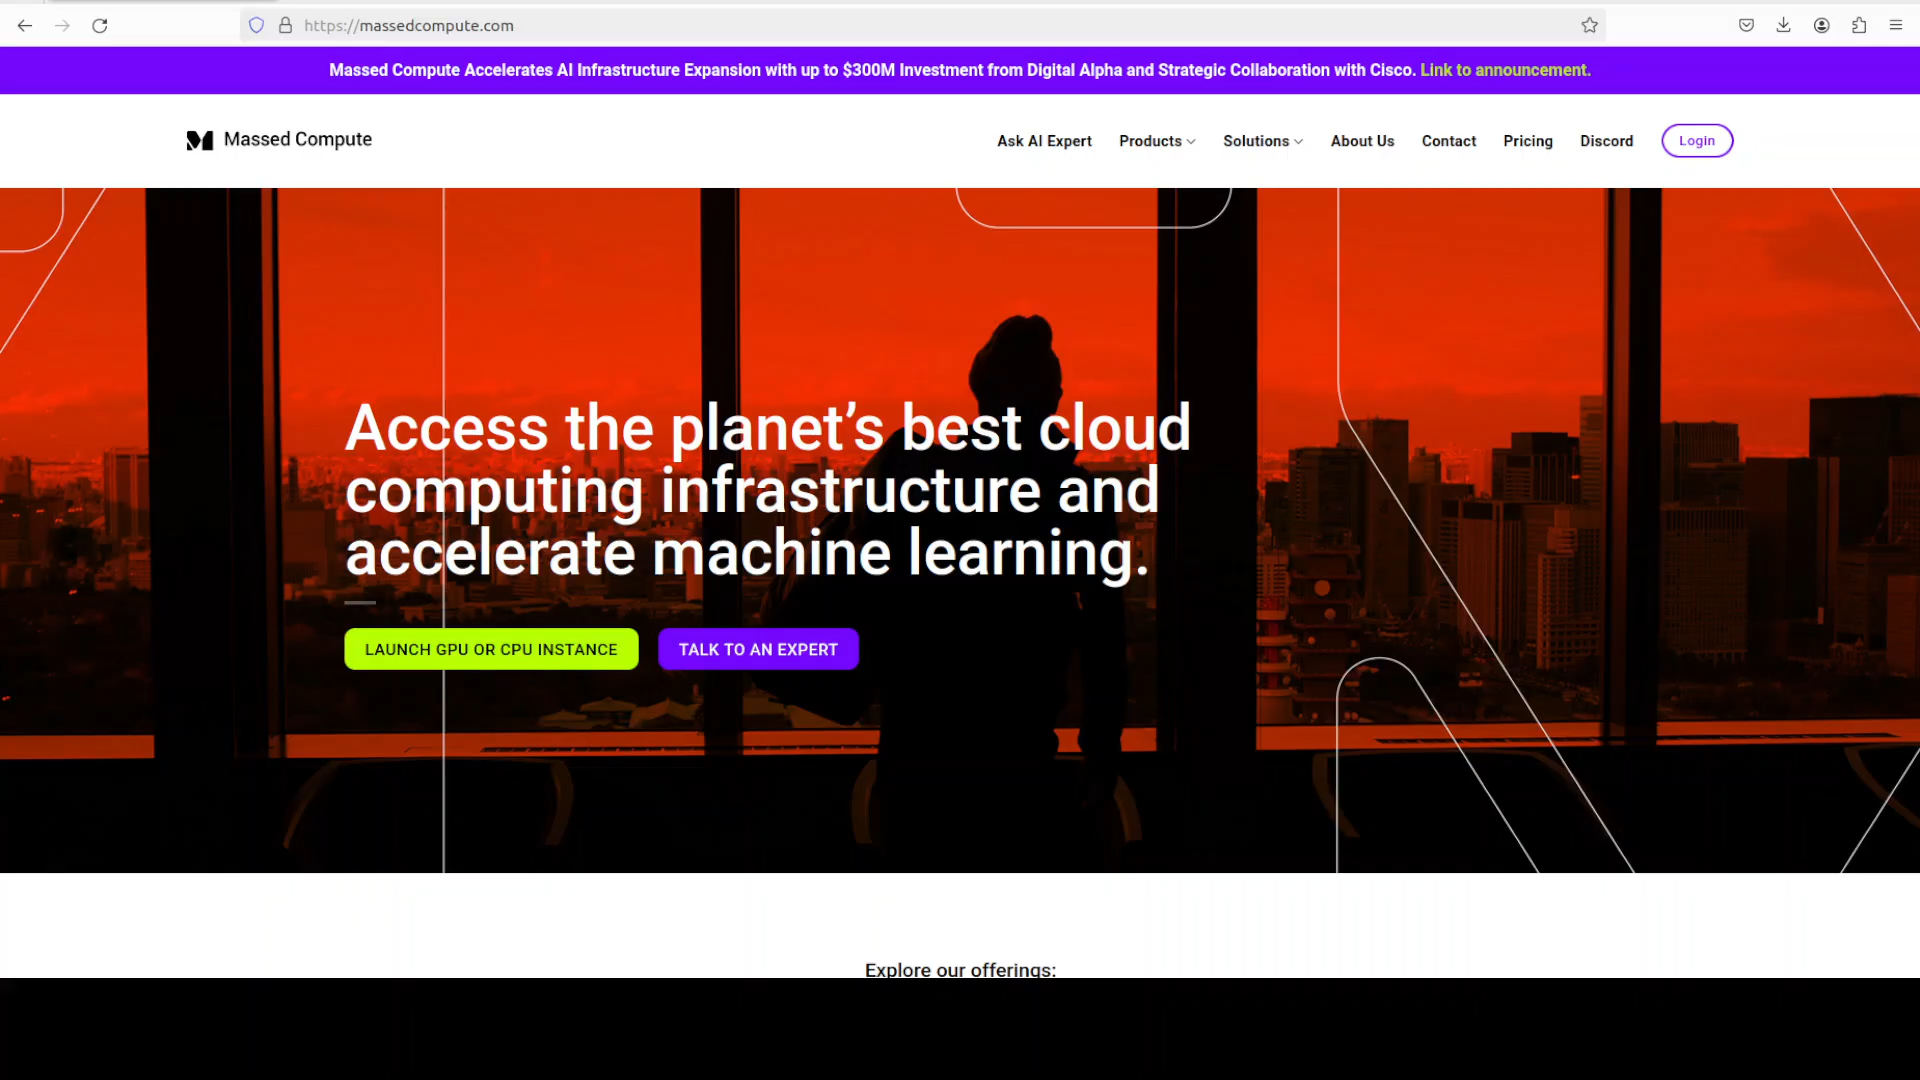 https://massedcompute.com
Massed Compute Accelerates AI Infrastructure Expansion with up to $300M Investment from Digital Alpha and Strategic Collaboration with Cisco. Link to announcement.
Massed Compute
Ask AI Expert Products Solutions About Us Contact Pricing Discord Login
Access the planet’s best cloud
computing infrastructure and
accelerate machine learning.
LAUNCH GPU OR CPU INSTANCE TALK TO AN EXPERT
Explore our offerings: